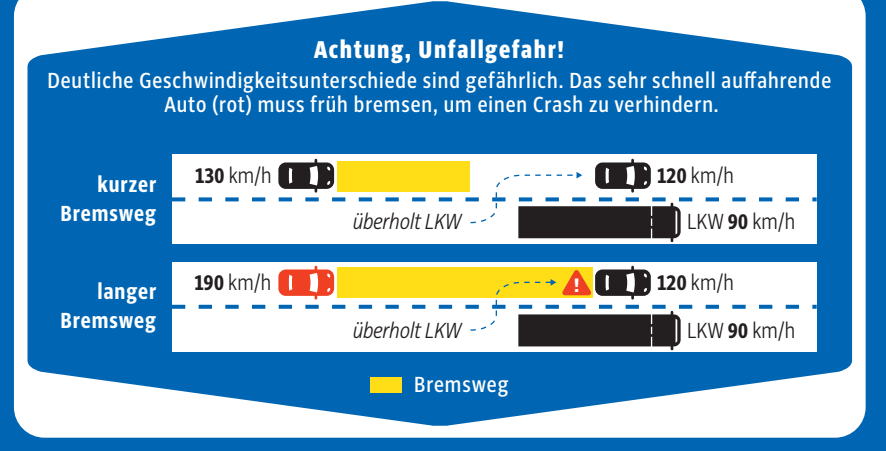 Achtung, Unfallgefahr!
Deutliche Geschwindigkeitsunterschiede sind gefährlich. Das sehr schnell auffahrende
Auto (rot) muss früh bremsen, um einen Crash zu verhindern.
kurzer
Bremsweg
130 km/h
120 km/h
überholt LKW
LKW 90 km/h
langer
Bremsweg
190 km/h
120 km/h
überholt LKW
LKW 90 km/h
Bremsweg